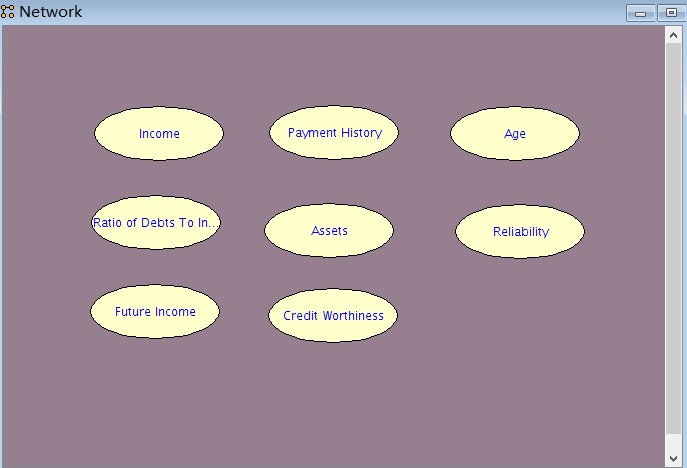 Network
Income
Payment History
Age
Ratio of Debts To In...
Assets
Reliability
Future Income
Credit Worthiness